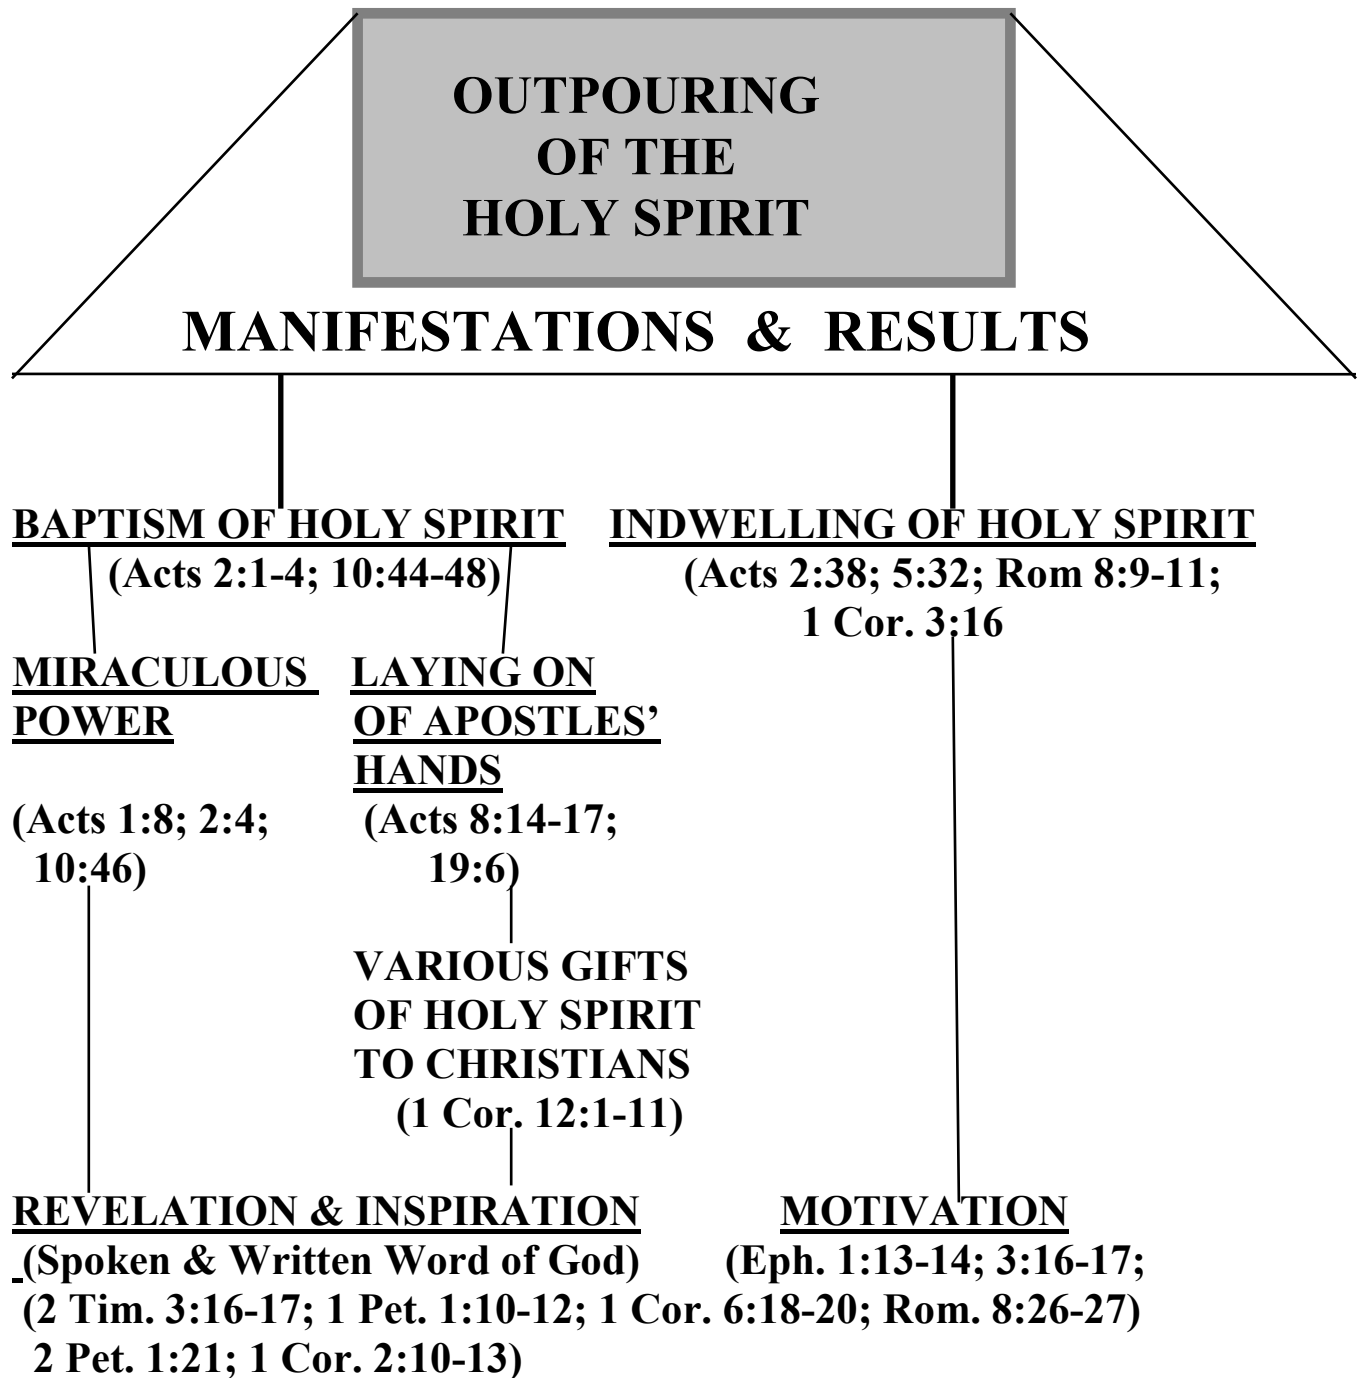 OUTPOURING
OF THE
HOLY SPIRIT
MANIFESTATIONS & RESULTS
BAPTISM OF HOLY SPIRIT
(Acts 2:1-4; 10:44-48)
INDWELLING OF HOLY SPIRIT
(Acts 2:38; 5:32; Rom 8:9-11;
1 Cor. 3:16
MIRACULOUS
POWER
(Acts 1:8; 2:4;
10:46)
LAYING ON
OF APOSTLES’
HANDS
(Acts 8:14-17;
19:6)
VARIOUS GIFTS
OF HOLY SPIRIT
TO CHRISTIANS
(1 Cor. 12:1-11)
REVELATION & INSPIRATION
(Spoken & Written Word of God)
(2 Tim. 3:16-17; 1 Pet. 1:10-12;
2 Pet. 1:21; 1 Cor. 2:10-13)
MOTIVATION
(Eph. 1:13-14; 3:16-17;
1 Cor. 6:18-20; Rom. 8:26-27)